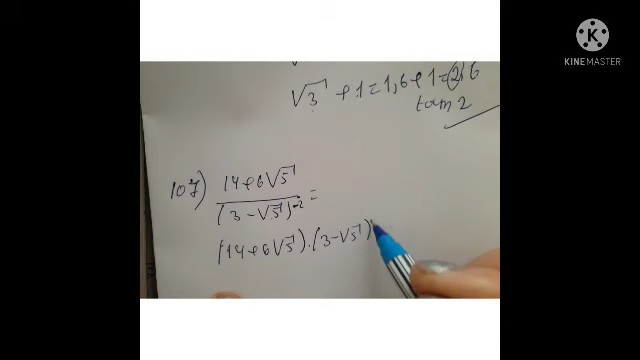 KINEMASTER
√3 + 1 = 1,6 + 1 = 2,6
tam 2
107) 14+6√5 / (3-√5)^-2 =
(14+6√5).(3-√5)